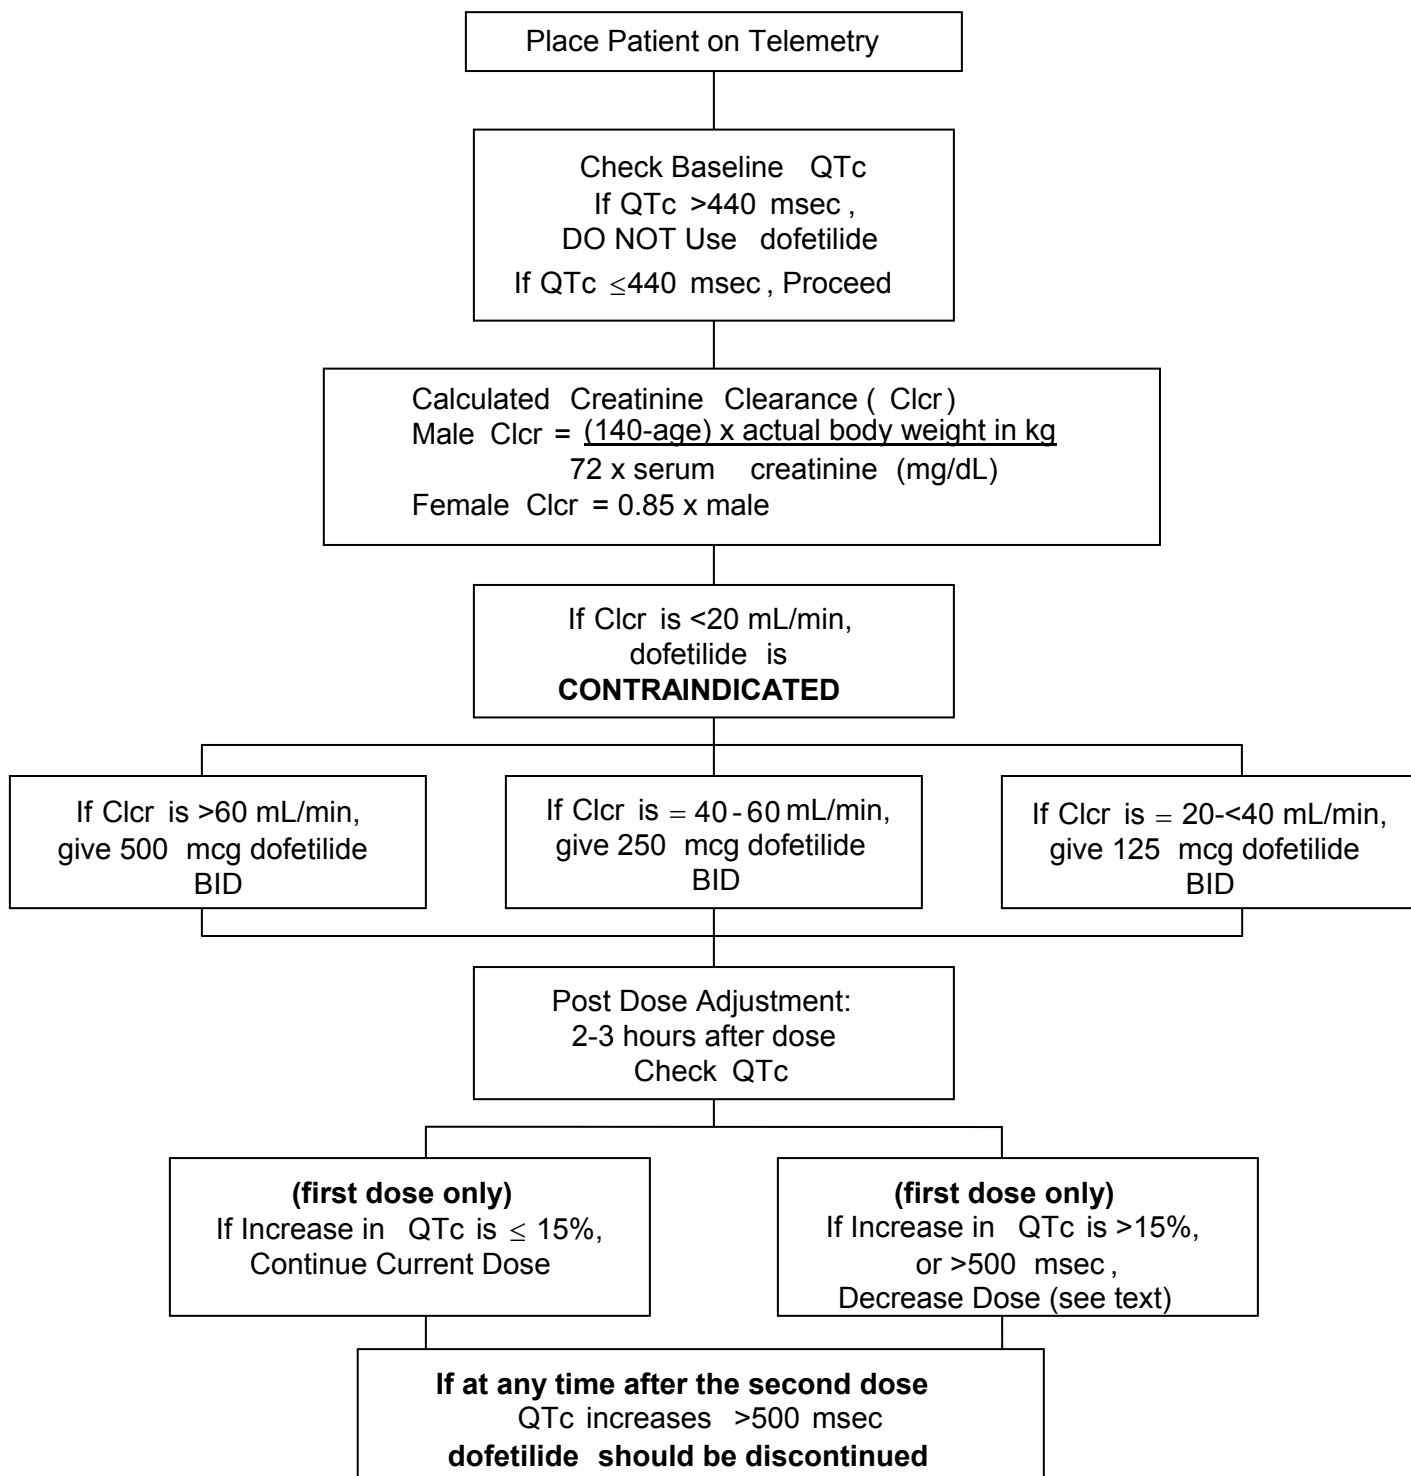 Place Patient on Telemetry
Check Baseline QTc
If QTc >440 msec,
DO NOT Use dofetilide
If QTc ≤440 msec, Proceed
Calculated Creatinine Clearance ( Clcr)
Male Clcr = (140-age) x actual body weight in kg
72 x serum creatinine (mg/dL)
Female Clcr = 0.85 x male
If Clcr is <20 mL/min,
dofetilide is
CONTRAINDICATED
If Clcr is >60 mL/min,
give 500 mcg dofetilide
BID
If Clcr is = 40-60 mL/min,
give 250 mcg dofetilide
BID
If Clcr is = 20-<40 mL/min,
give 125 mcg dofetilide
BID
Post Dose Adjustment:
2-3 hours after dose
Check QTc
(first dose only)
If Increase in QTc is ≤ 15%,
Continue Current Dose
(first dose only)
If Increase in QTc is >15%,
or >500 msec,
Decrease Dose (see text)
If at any time after the second dose
QTc increases >500 msec
dofetilide should be discontinued